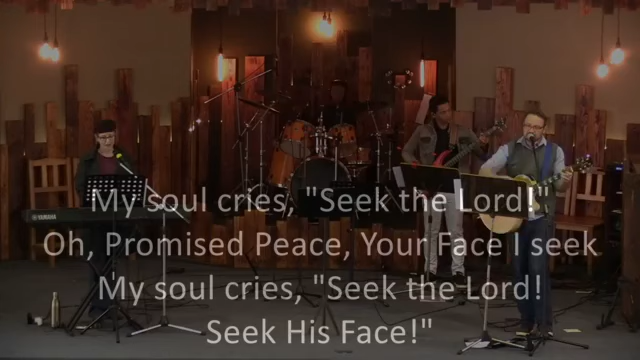 My soul cries, "Seek the Lord!"
Oh, Promised Peace, Your Face I seek
My soul cries, "Seek the Lord!
Seek His Face!"
YAMAHA